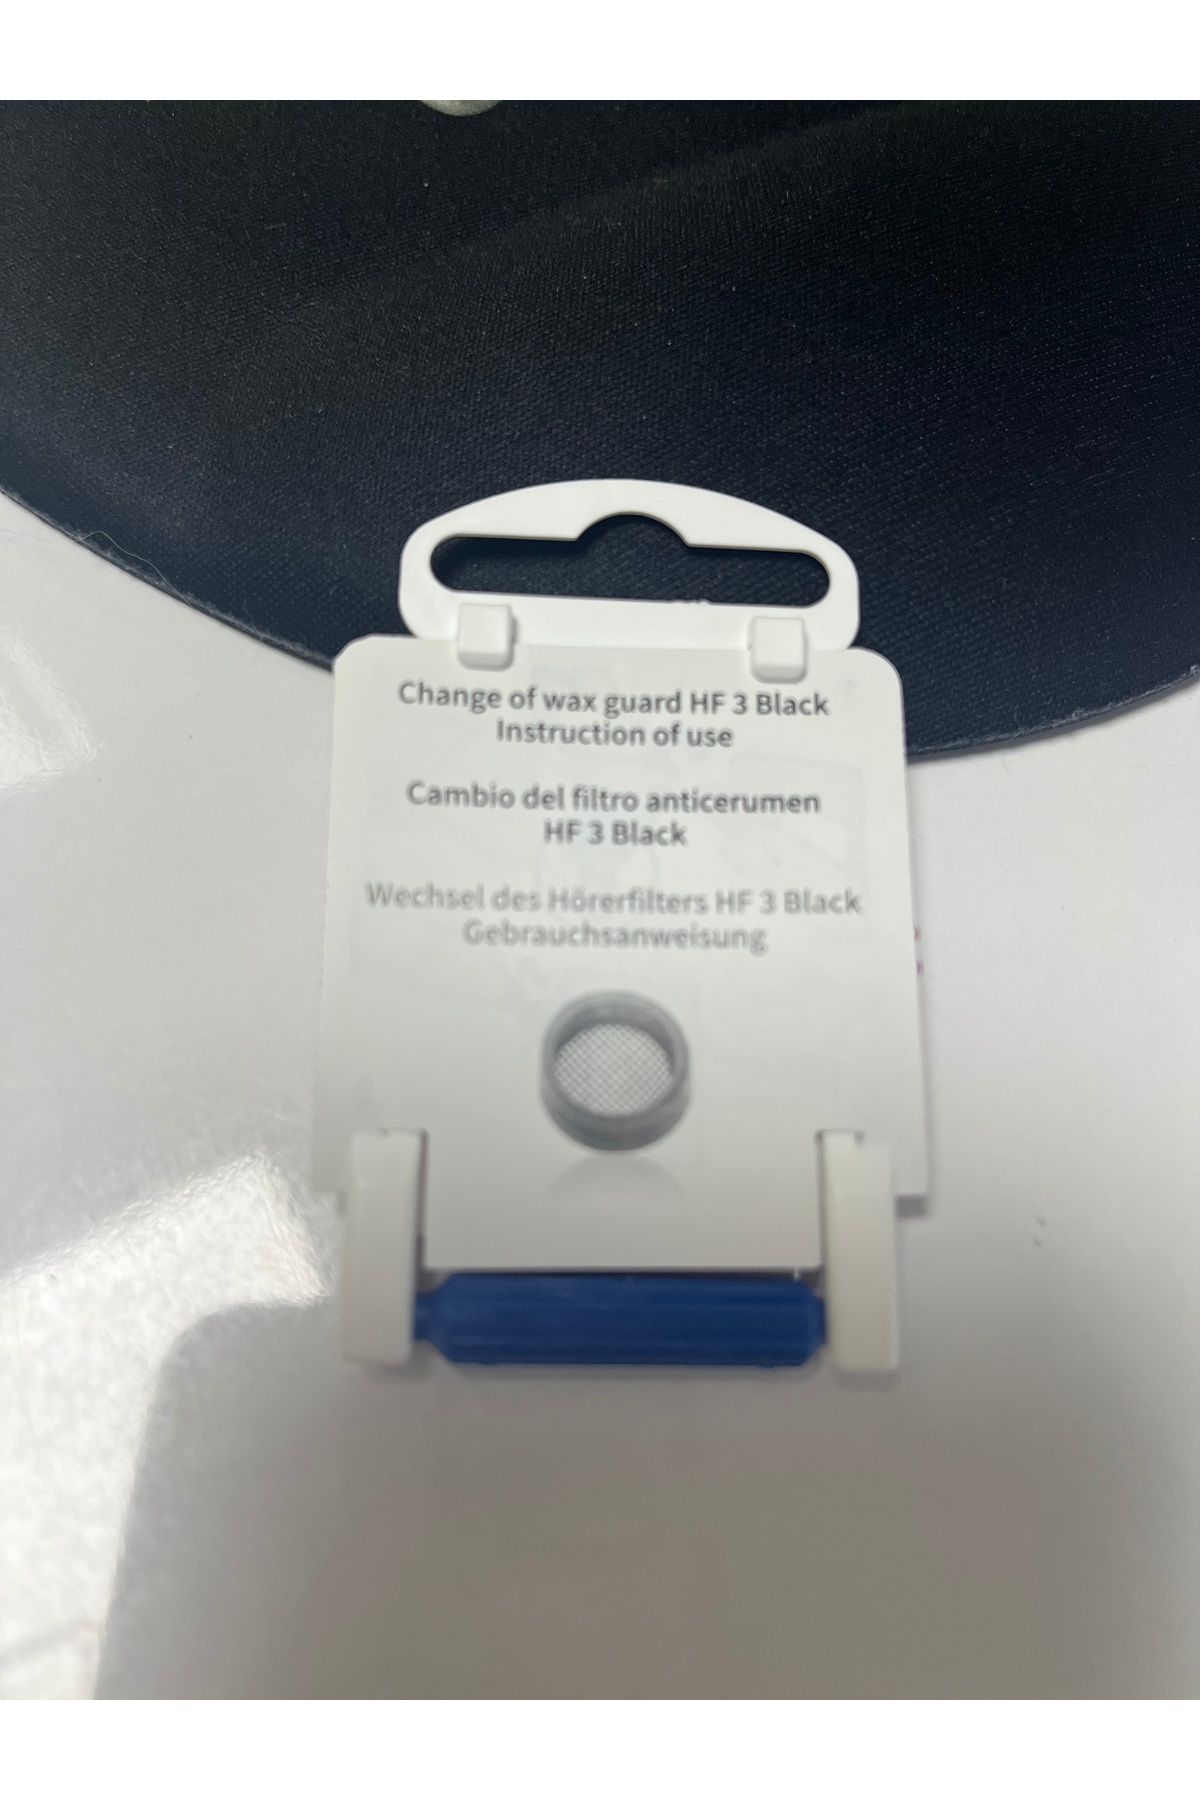 Change of wax guard HF 3 Black
Instruction of use
Cambio del filtro anticerumen
HF 3 Black
Wechsel des Hörerfilters HF 3 Black
Gebrauchsanweisung